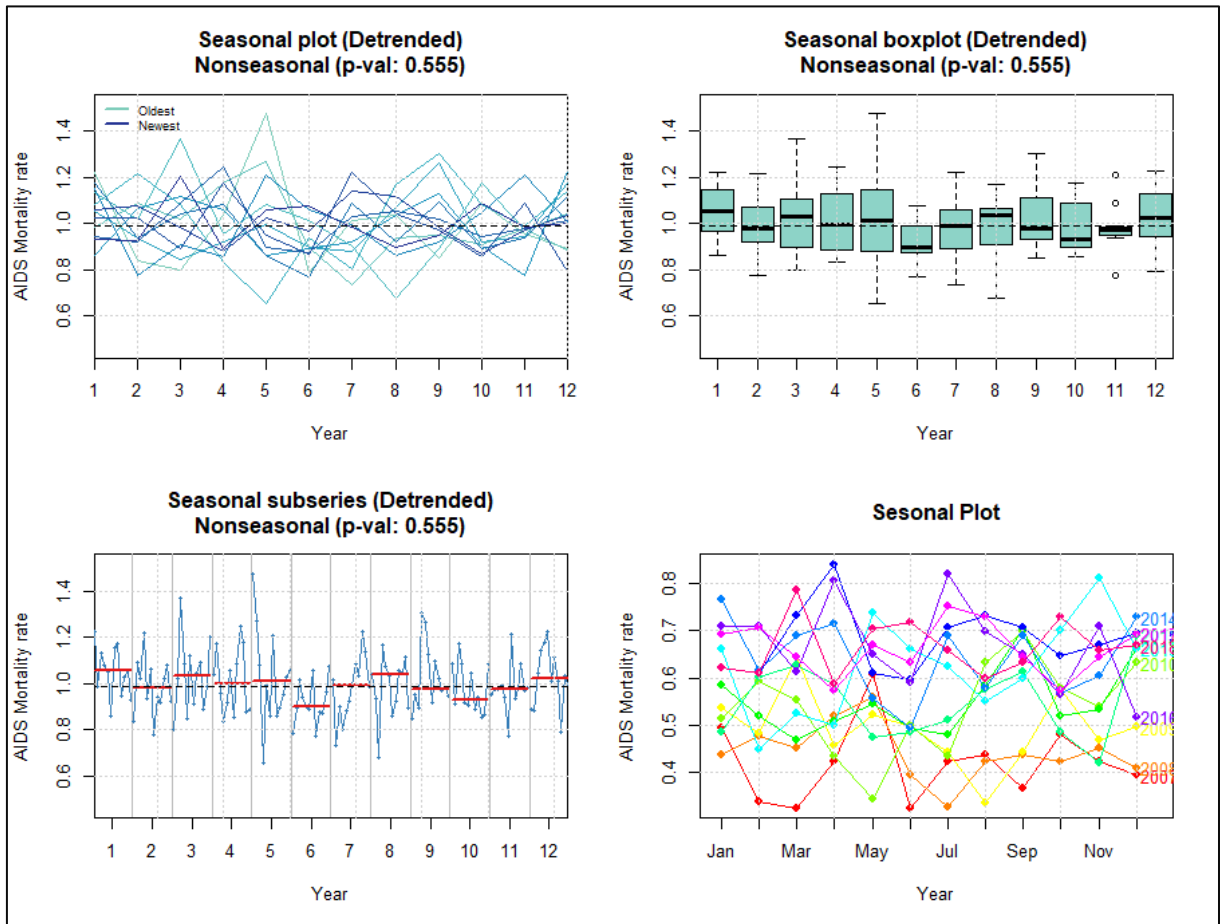 Seasonal plot (Detrended)
Nonseasonal (p-val: 0.555)
Oldest
Newest
AIDS Mortality rate
0.6 0.8 1.0 1.2 1.4
1 2 3 4 5 6 7 8 9 10 11 12
Year
Seasonal boxplot (Detrended)
Nonseasonal (p-val: 0.555)
AIDS Mortality rate
0.6 0.8 1.0 1.2 1.4
1 2 3 4 5 6 7 8 9 10 11 12
Year
Seasonal subseries (Detrended)
Nonseasonal (p-val: 0.555)
AIDS Mortality rate
0.6 0.8 1.0 1.2 1.4
1 2 3 4 5 6 7 8 9 10 11 12
Year
Sesonal Plot
AIDS Mortality rate
0.4 0.5 0.6 0.7 0.8
2014
2010
2007
Jan Mar May Jul Sep Nov
Year